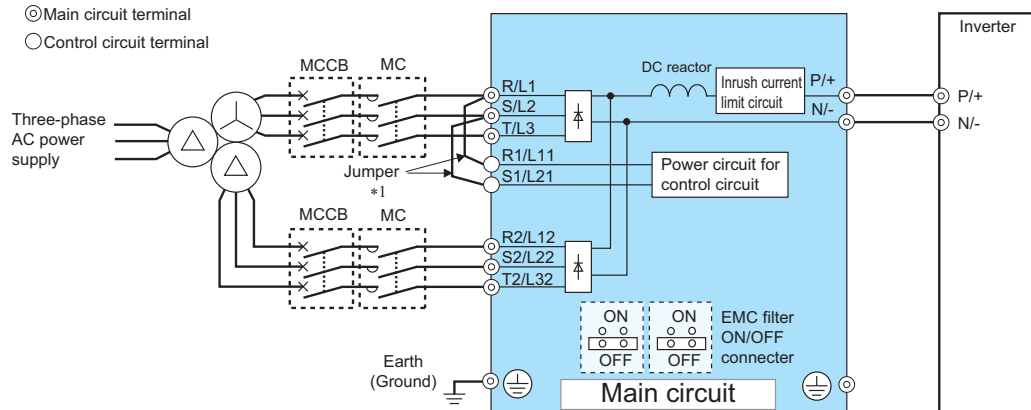 Main circuit terminal
Control circuit terminal
Inverter
MCCB
MC
DC reactor
Inrush current
limit circuit
P/+
N/-
P/+
N/-
R/L1
S/L2
T/L3
Three-phase
AC power
supply
Jumper
*1
R1/L11
S1/L21
Power circuit for
control circuit
MCCB
MC
R2/L12
S2/L22
T2/L32
ON
OFF
ON
OFF
EMC filter
ON/OFF
connecter
Earth
(Ground)
Main circuit